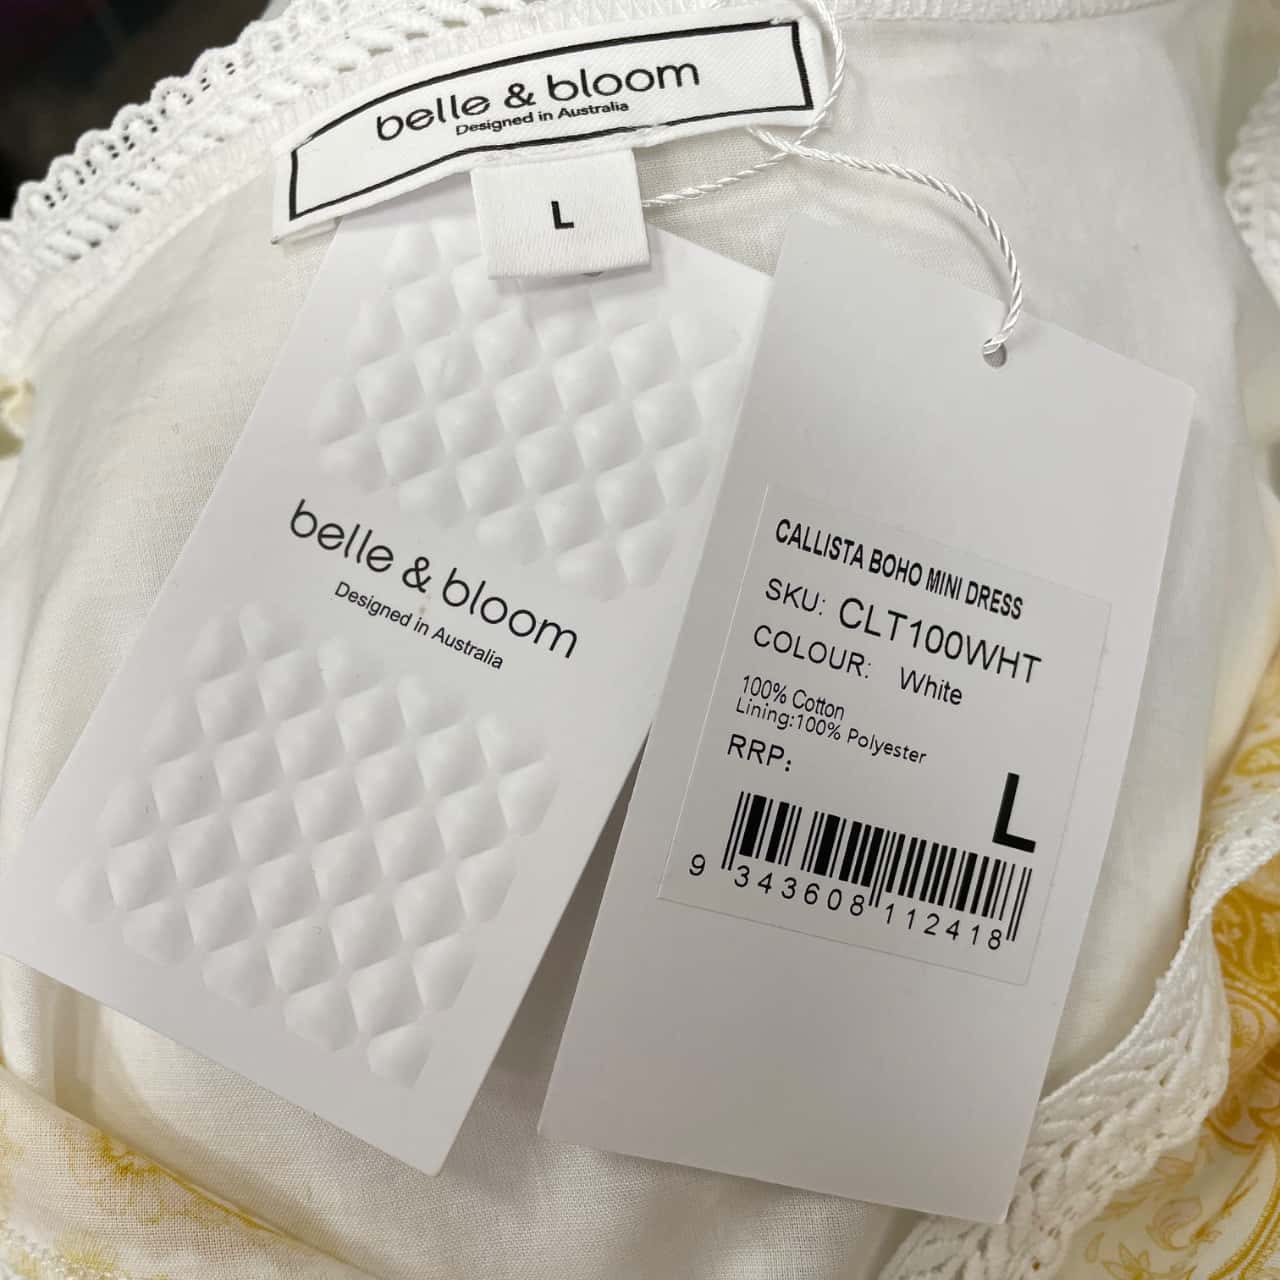 belle & bloom
Designed in Australia
L
belle & bloom
Designed in Australia
CALLISTA BOHO MINI DRESS
SKU: CLT100WHT
COLOUR: White
100% Cotton
Lining:100% Polyester
RRP:
L
9 343608 112418